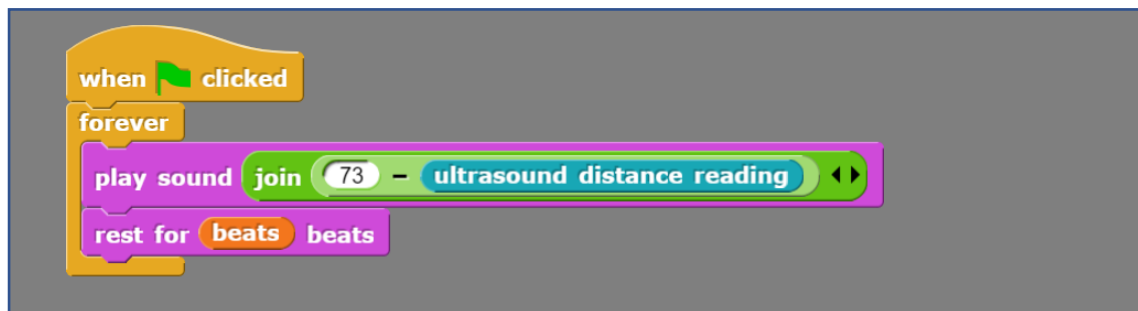 when clicked
forever
play sound join 73 - ultrasound distance reading
rest for beats beats